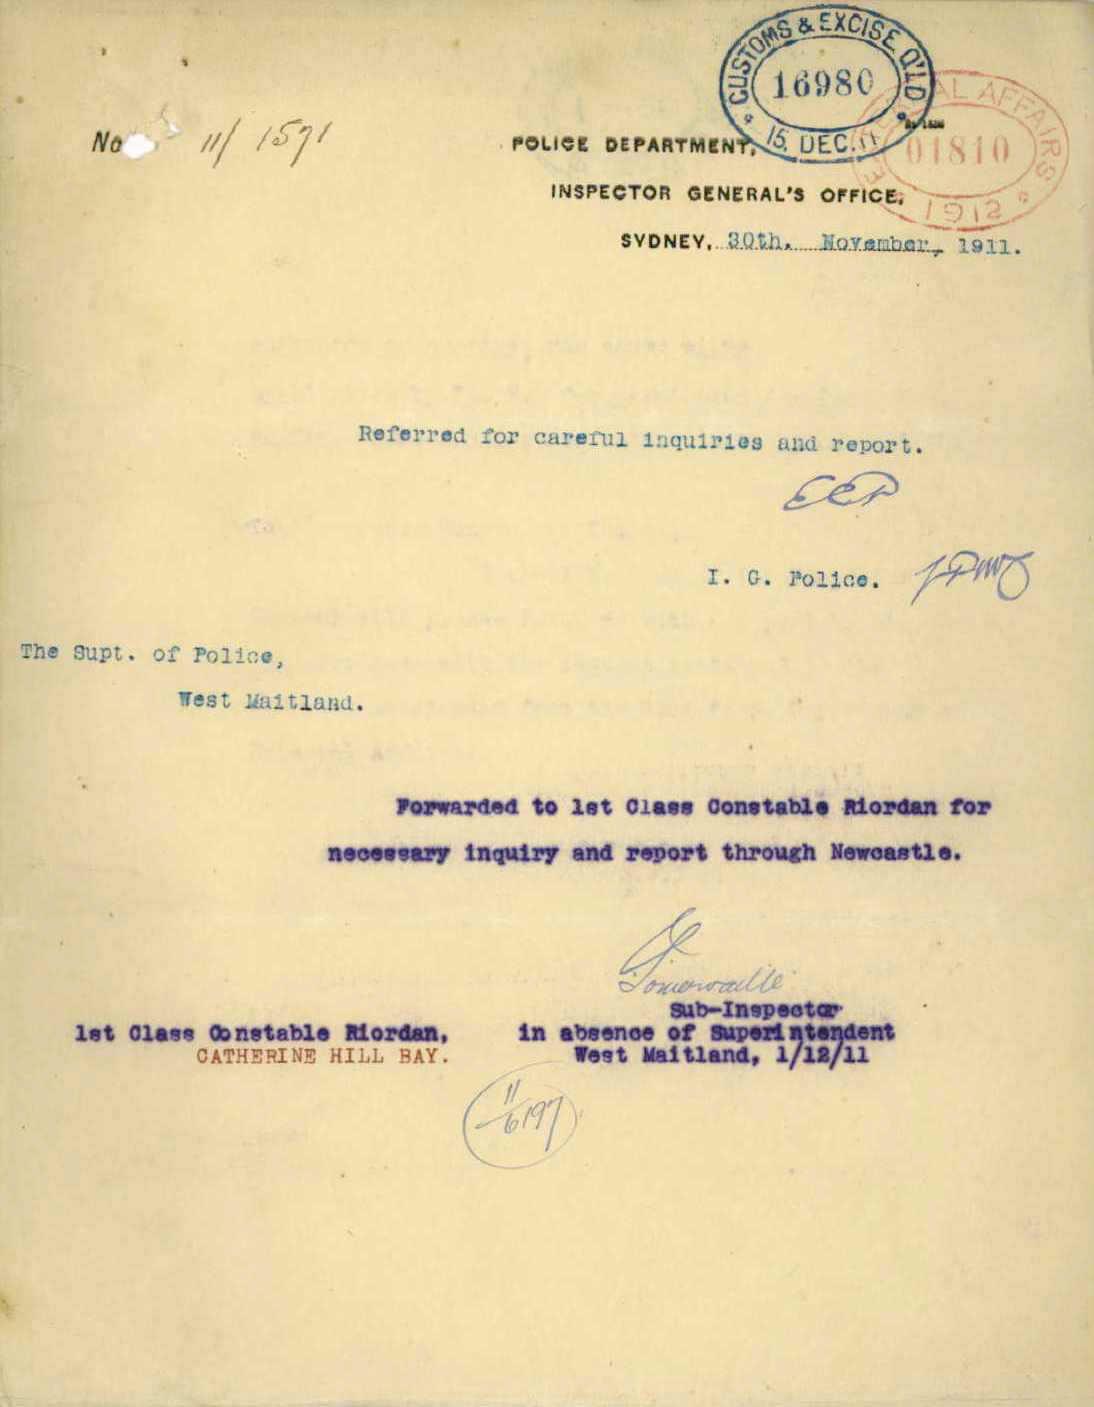 CUSTOMS & EXCISE Q'LD
16980
15. DEC. 11
AL AFFAIRS
01810
1912
No 11/1571
POLICE DEPARTMENT,
INSPECTOR GENERAL'S OFFICE,
SYDNEY, 30th. November, 1911.
Referred for careful inquiries and report.
I. G. Police.
The Supt. of Police,
West Maitland.
Forwarded to 1st Class Constable Riordan for
necessary inquiry and report through Newcastle.
Sub-Inspector
1st Class Constable Riordan, in absence of Superintendent
CATHERINE HILL BAY. West Maitland, 1/12/11
11/6197